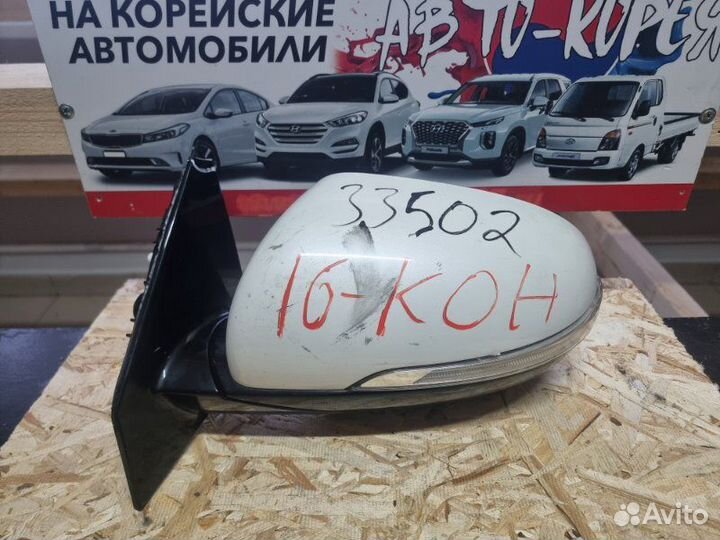 НА КОРЕЙСКИЕ
АВТОМОБИЛИ
АВТО-КОРЕЯ
33502
16-КОН
Avito